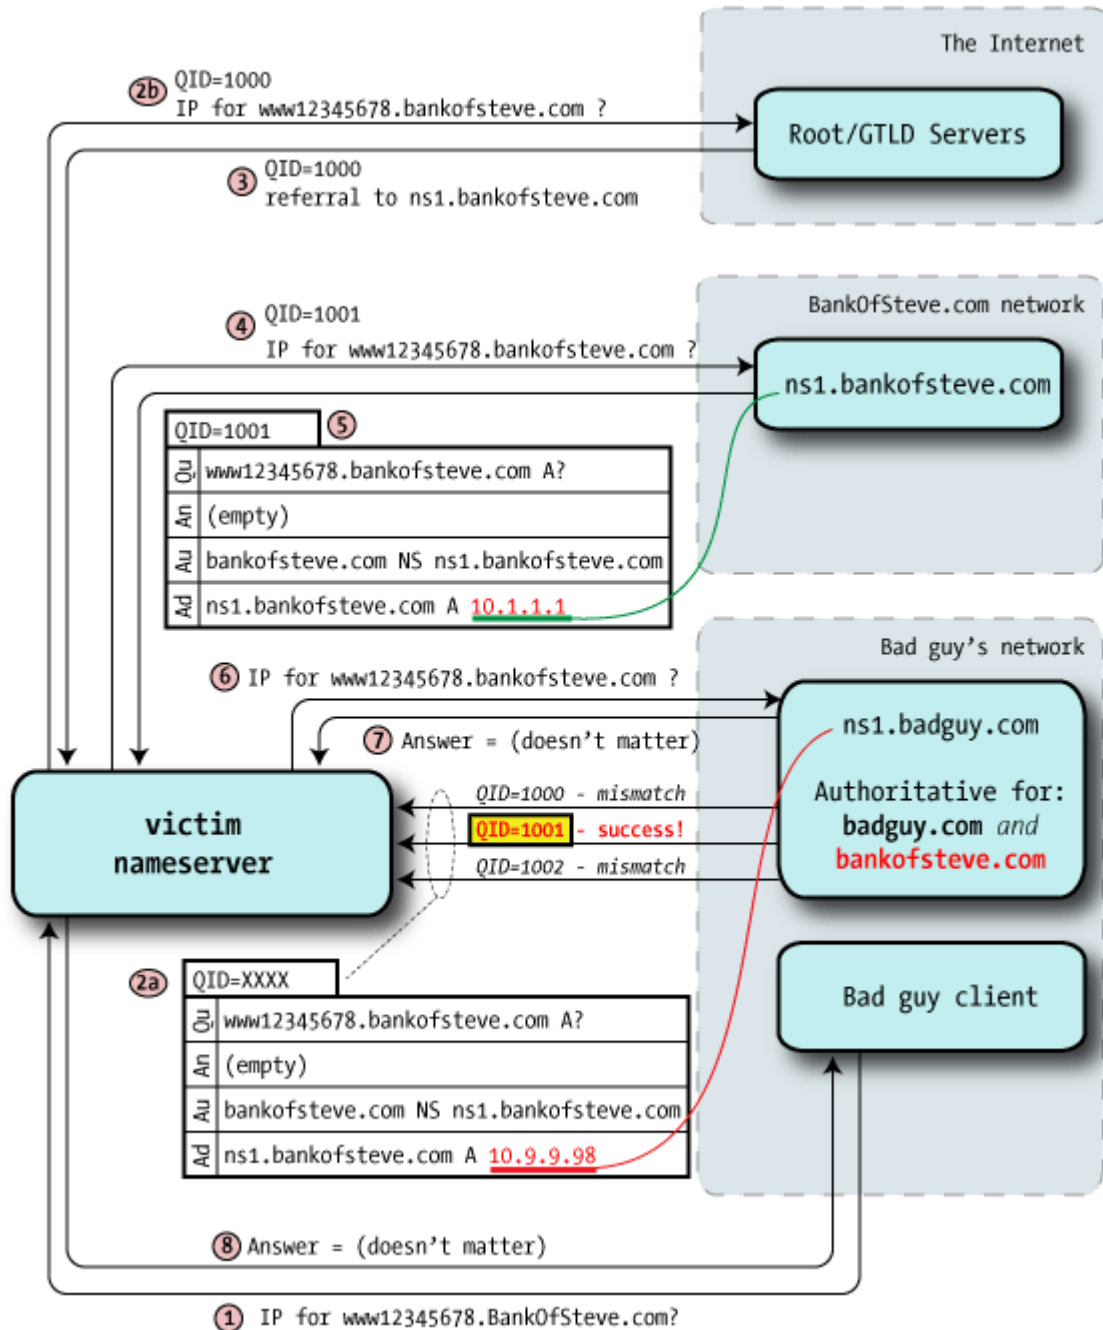 The Internet
2b QID=1000
IP for www12345678.bankofsteve.com ?
Root/GTLD Servers
3 QID=1000
referral to ns1.bankofsteve.com
BankOfSteve.com network
4 QID=1001
IP for www12345678.bankofsteve.com ?
ns1.bankofsteve.com
QID=1001 5
Qu www12345678.bankofsteve.com A?
An (empty)
Au bankofsteve.com NS ns1.bankofsteve.com
Ad ns1.bankofsteve.com A 10.1.1.1
Bad guy's network
6 IP for www12345678.bankofsteve.com ?
ns1.badguy.com
7 Answer = (doesn't matter)
Authoritative for:
badguy.com and
bankofsteve.com
QID=1000 - mismatch
QID=1001 - success!
QID=1002 - mismatch
victim
nameserver
2a QID=XXXX
Qu www12345678.bankofsteve.com A?
An (empty)
Au bankofsteve.com NS ns1.bankofsteve.com
Ad ns1.bankofsteve.com A 10.9.9.98
Bad guy client
8 Answer = (doesn't matter)
1 IP for www12345678.BankOfSteve.com?